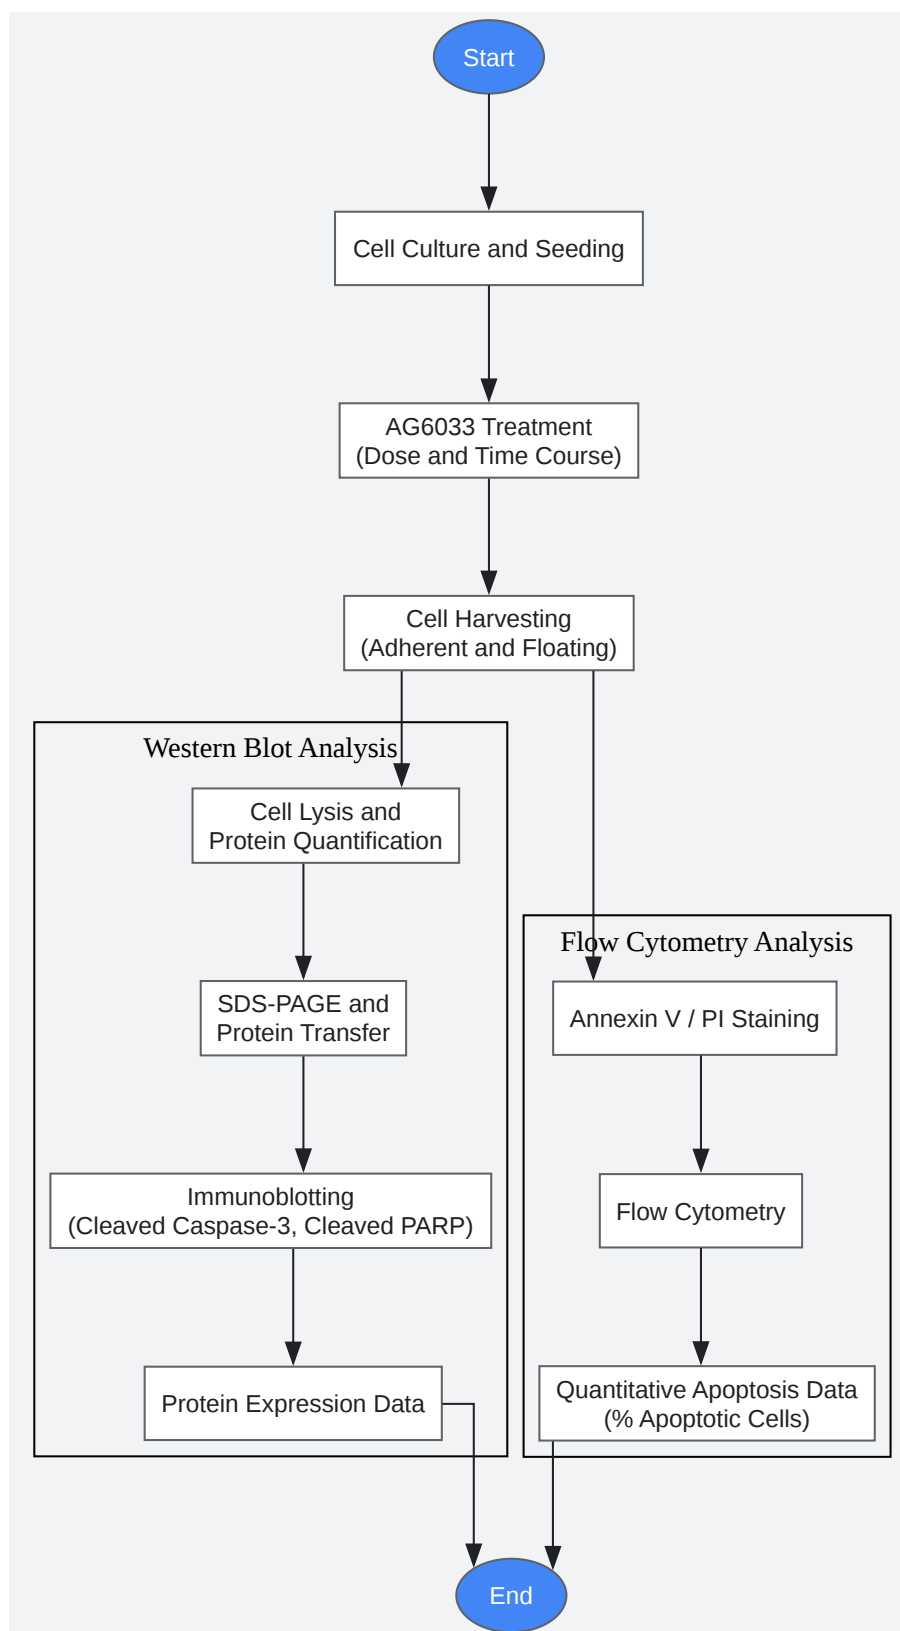 Start
Cell Culture and Seeding
AG6033 Treatment
(Dose and Time Course)
Cell Harvesting
(Adherent and Floating)
Western Blot Analysis
Cell Lysis and
Protein Quantification
SDS-PAGE and
Protein Transfer
Immunoblotting
(Cleaved Caspase-3, Cleaved PARP)
Protein Expression Data
Flow Cytometry Analysis
Annexin V / PI Staining
Flow Cytometry
Quantitative Apoptosis Data
(% Apoptotic Cells)
End